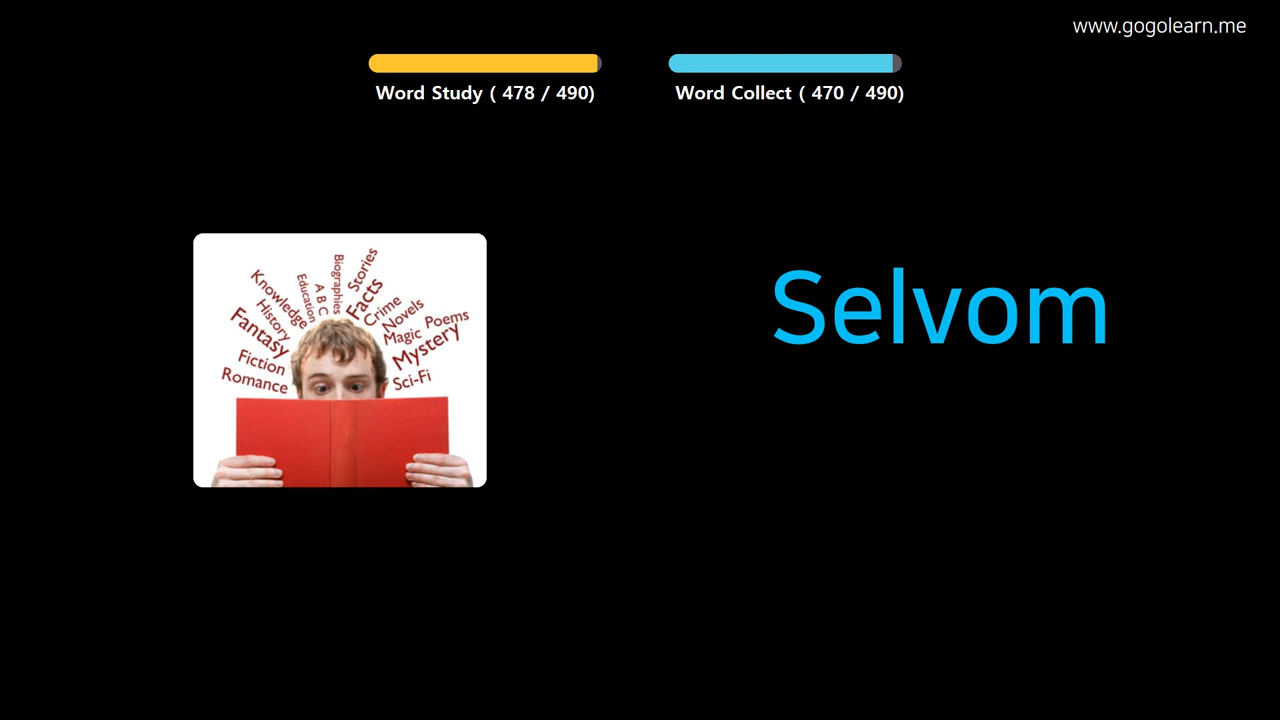 www.gogolearn.me
Word Study ( 478 / 490)
Word Collect ( 470 / 490)
Selvom
Biographies
Stories
Knowledge
Education
A B C
Facts
History
Crime
Novels
Fantasy
Magic
Poems
Mystery
Fiction
Romance
Sci-Fi